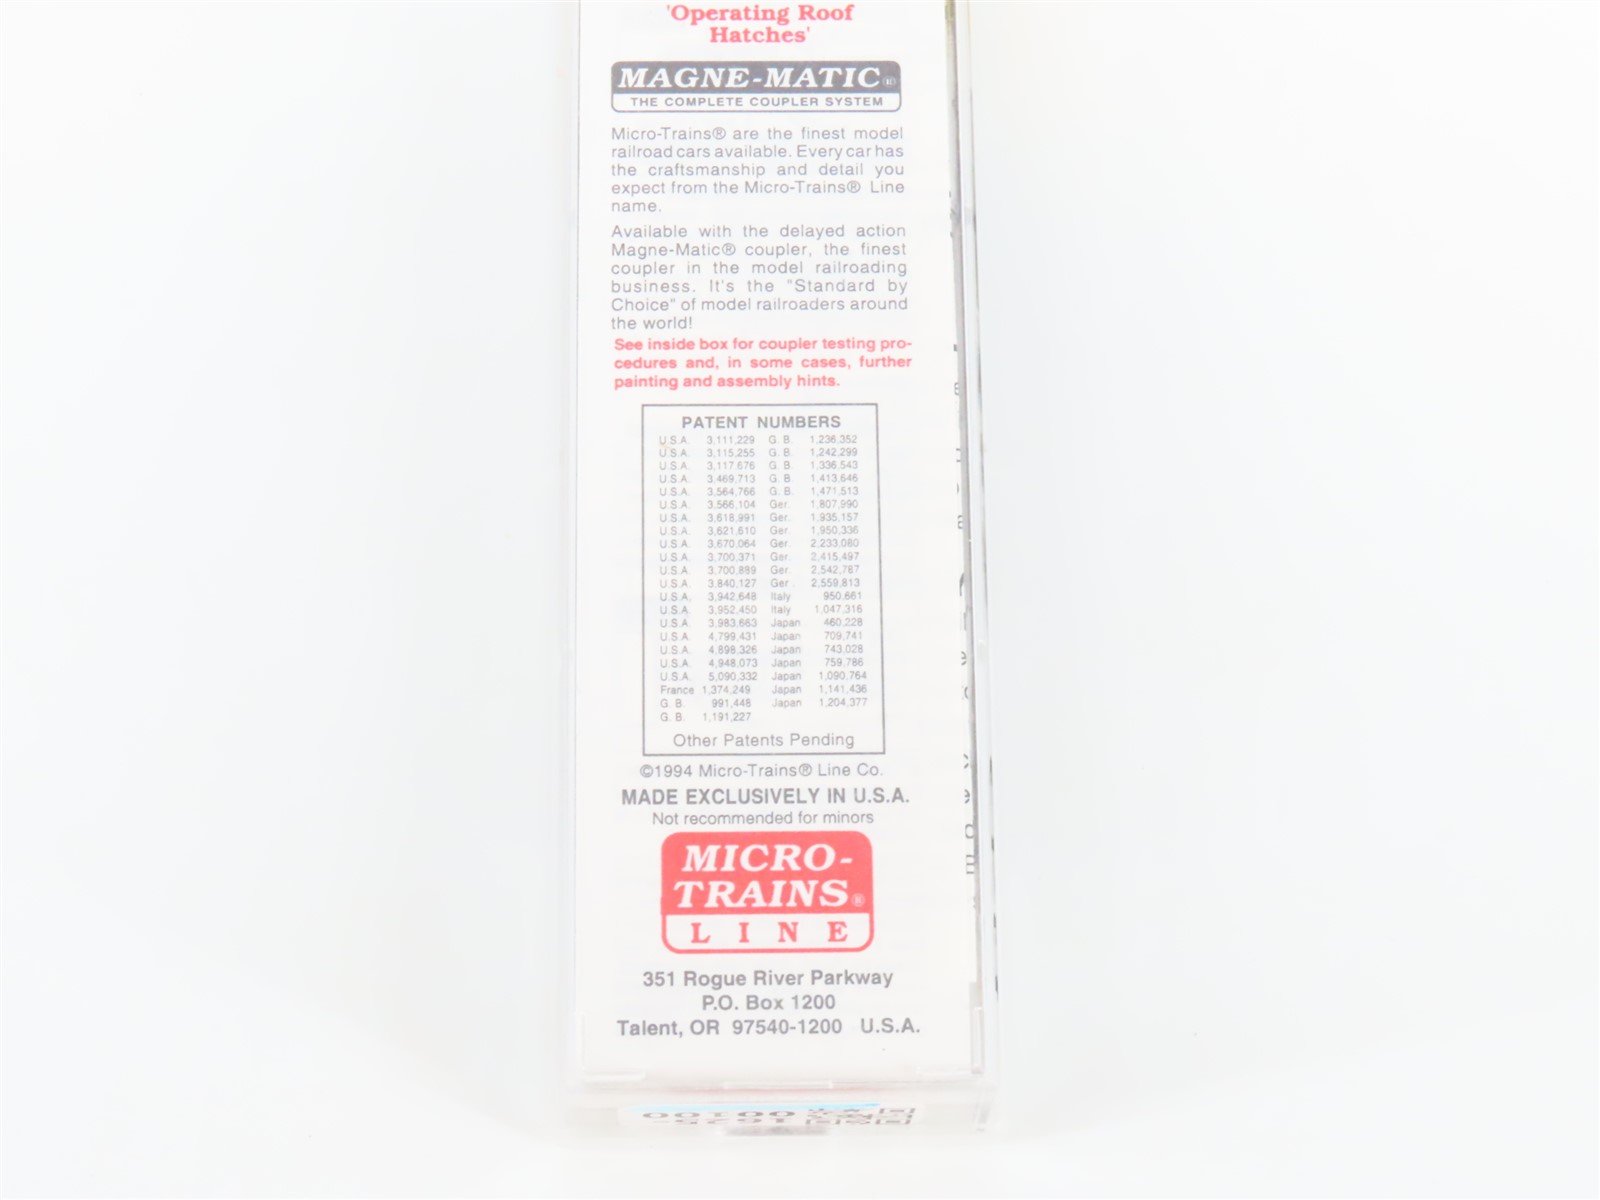 'Operating Roof
Hatches'
MAGNE-MATIC®
THE COMPLETE COUPLER SYSTEM
Micro-Trains® are the finest model
railroad cars available. Every car has
the craftsmanship and detail you
expect from the Micro-Trains® Line
name.
Available with the delayed action
Magne-Matic® coupler, the finest
coupler in the model railroading
business. It's the "Standard by
Choice" of model railroaders around
the world!
See inside box for coupler testing pro-
cedures and, in some cases, further
painting and assembly hints.
PATENT NUMBERS
U.S.A. 3,111,229 G. B. 1,236,352
U.S.A. 3,115,255 G. B. 1,242,299
U.S.A. 3,117,676 G. B. 1,336,543
U.S.A. 3,469,713 G. B. 1,413,646
U.S.A. 3,564,766 G. B. 1,471,513
U.S.A. 3,566,104 Ger. 1,807,990
U.S.A. 3,618,991 Ger. 1,935,157
U.S.A. 3,621,610 Ger. 1,950,336
U.S.A. 3,670,064 Ger. 2,233,080
U.S.A. 3,700,371 Ger. 2,415,497
U.S.A. 3,700,889 Ger. 2,542,787
U.S.A. 3,840,127 Ger. 2,559,813
U.S.A. 3,942,648 Italy 950,661
U.S.A. 3,952,450 Italy 1,047,316
U.S.A. 3,983,663 Japan 460,228
U.S.A. 4,799,431 Japan 709,741
U.S.A. 4,898,326 Japan 743,028
U.S.A. 4,948,073 Japan 759,786
U.S.A. 5,090,332 Japan 1,090,764
France 1,374,249 Japan 1,141,436
G. B. 991,448 Japan 1,204,377
G. B. 1,191,227
Other Patents Pending
©1994 Micro-Trains® Line Co.
MADE EXCLUSIVELY IN U.S.A.
Not recommended for minors
MICRO-
TRAINS®
LINE
351 Rogue River Parkway
P.O. Box 1200
Talent, OR 97540-1200 U.S.A.